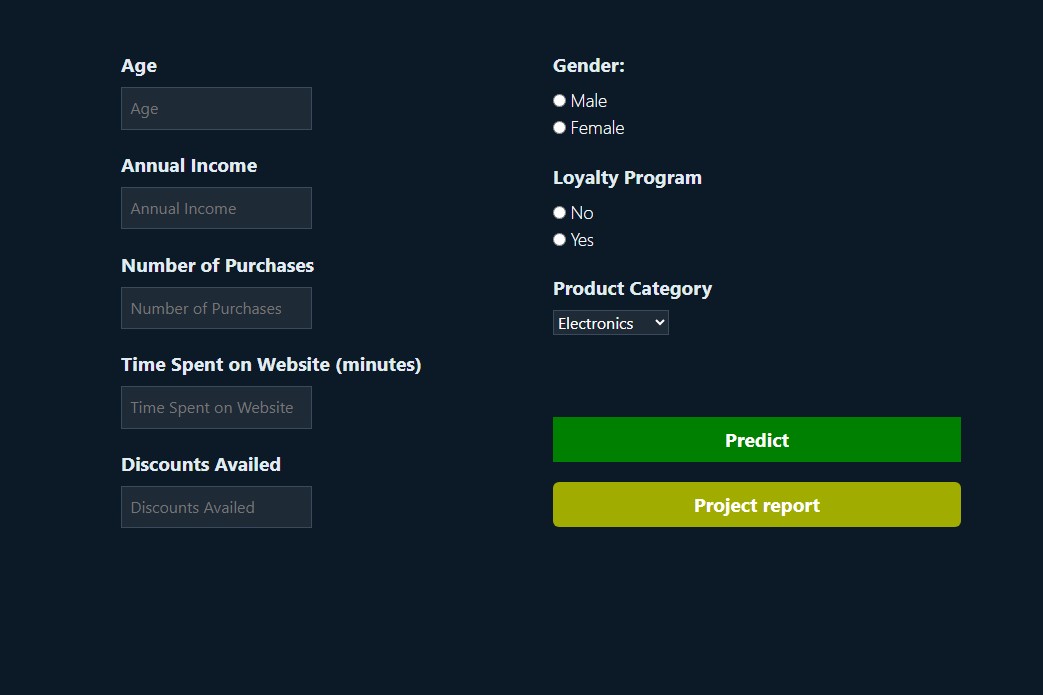 Age
Age
Annual Income
Annual Income
Number of Purchases
Number of Purchases
Time Spent on Website (minutes)
Time Spent on Website
Discounts Availed
Discounts Availed
Gender:
Male
Female
Loyalty Program
No
Yes
Product Category
Electronics
Predict
Project report